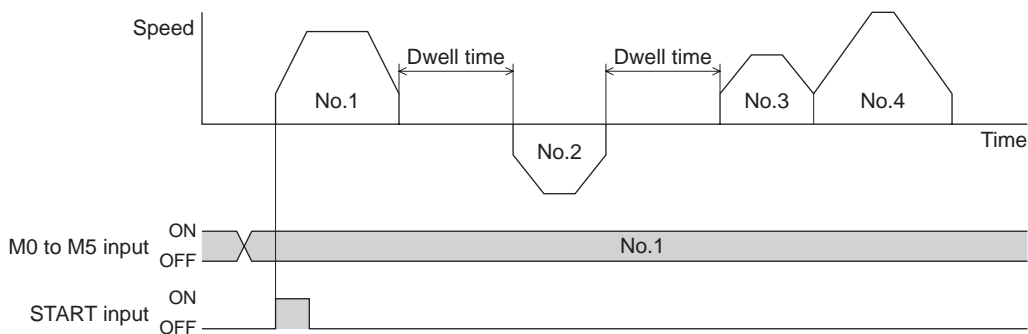 Speed
Dwell time
Dwell time
No.1
No.2
No.3
No.4
Time
M0 to M5 input
ON
OFF
No.1
START input
ON
OFF